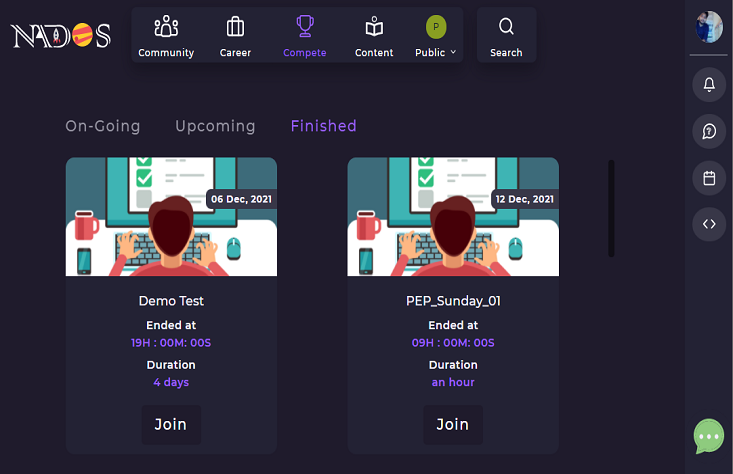 NADOS
Community
Career
Compete
Content
P
Public
Search
On-Going
Upcoming
Finished
06 Dec, 2021
Demo Test
Ended at
19H : 00M: 00S
Duration
4 days
Join
12 Dec, 2021
PEP_Sunday_01
Ended at
09H : 00M: 00S
Duration
an hour
Join